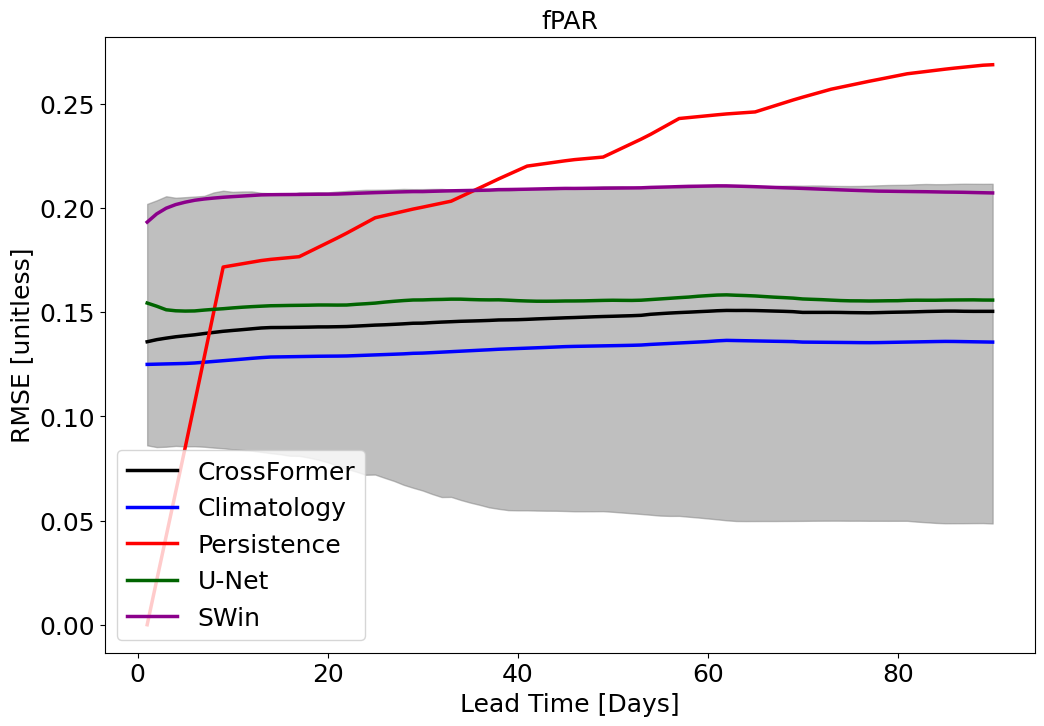 fPAR
RMSE [unitless]
0.25
0.20
0.15
0.10
0.05
0.00
CrossFormer
Climatology
Persistence
U-Net
SWin
0 20 40 60 80
Lead Time [Days]